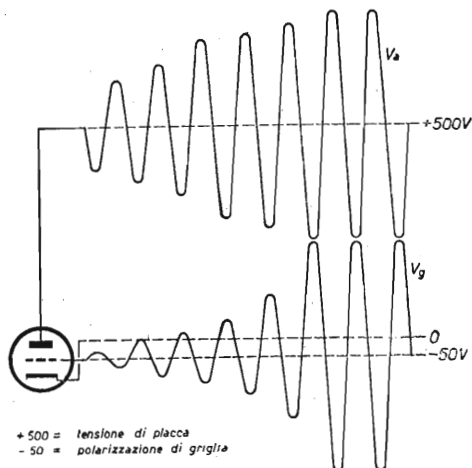 Va
+500V
Vg
0
-50V
+500 = tensione di placca
- 50 = polarizzazione di griglia